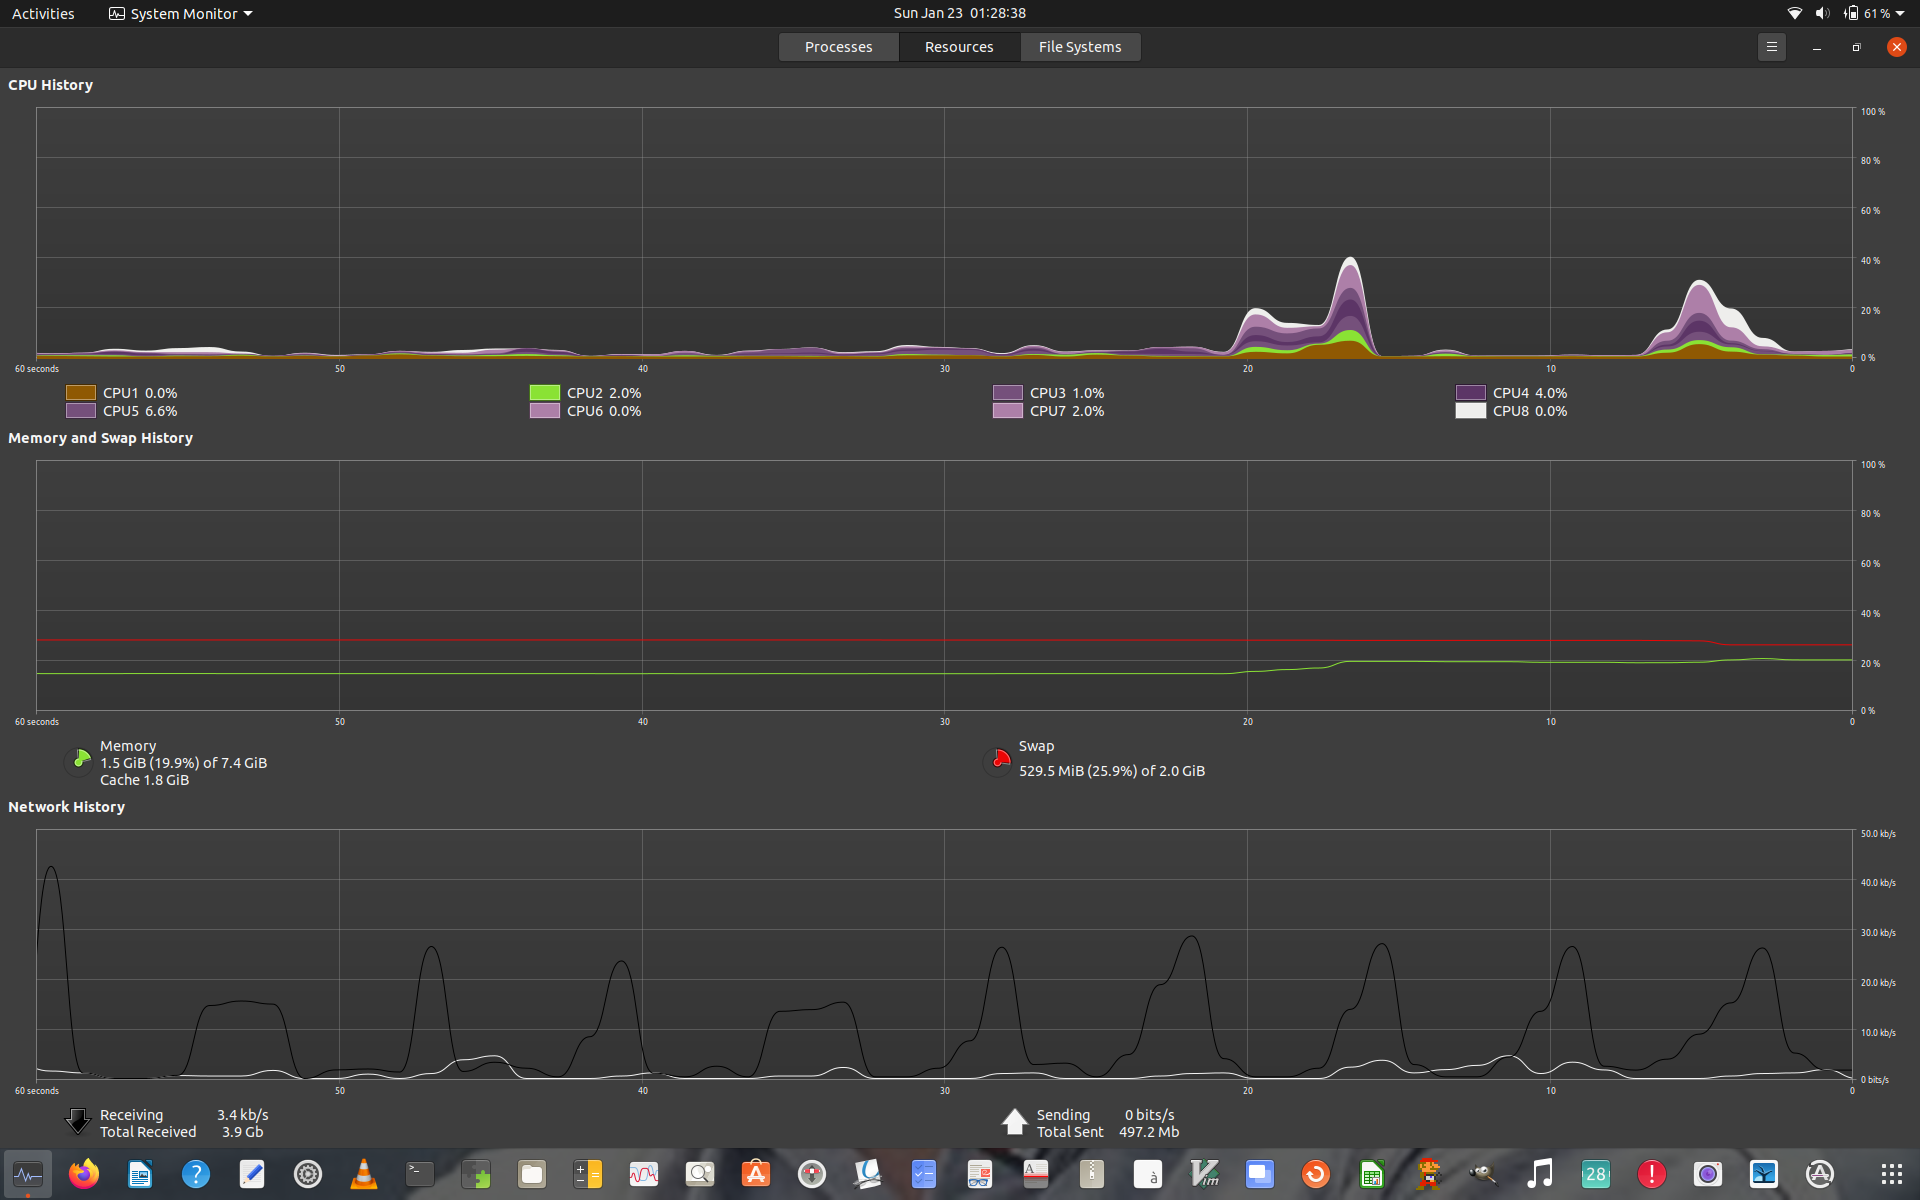 Activities System Monitor Sun Jan 23 01:28:38 61 %
Processes Resources File Systems
CPU History
100 %
80 %
60 %
40 %
20 %
0 %
60 seconds 50 40 30 20 10 0
CPU1 0.0% CPU2 2.0% CPU3 1.0% CPU4 4.0%
CPU5 6.6% CPU6 0.0% CPU7 2.0% CPU8 0.0%
Memory and Swap History
100 %
80 %
60 %
40 %
20 %
0 %
60 seconds 50 40 30 20 10 0
Memory
1.5 GiB (19.9%) of 7.4 GiB
Cache 1.8 GiB
Swap
529.5 MiB (25.9%) of 2.0 GiB
Network History
50.0 kb/s
40.0 kb/s
30.0 kb/s
20.0 kb/s
10.0 kb/s
0 bits/s
60 seconds 50 40 30 20 10 0
Receiving 3.4 kb/s
Total Received 3.9 Gb
Sending 0 bits/s
Total Sent 497.2 Mb
? >_ A A à Vim 28 !